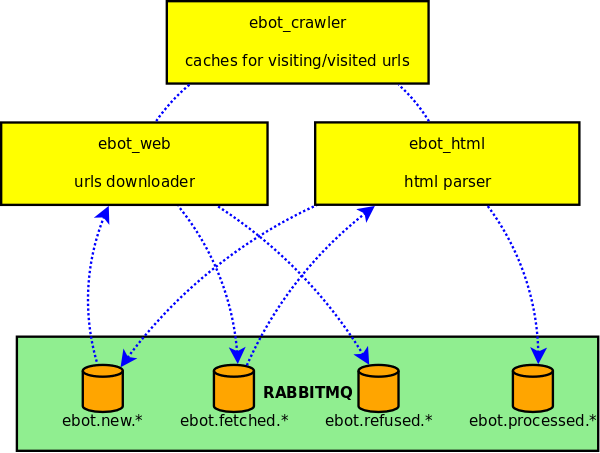 ebot_crawler
caches for visiting/visited urls
ebot_web
urls downloader
ebot_html
html parser
RABBITMQ
ebot.new.*
ebot.fetched.*
ebot.refused.*
ebot.processed.*